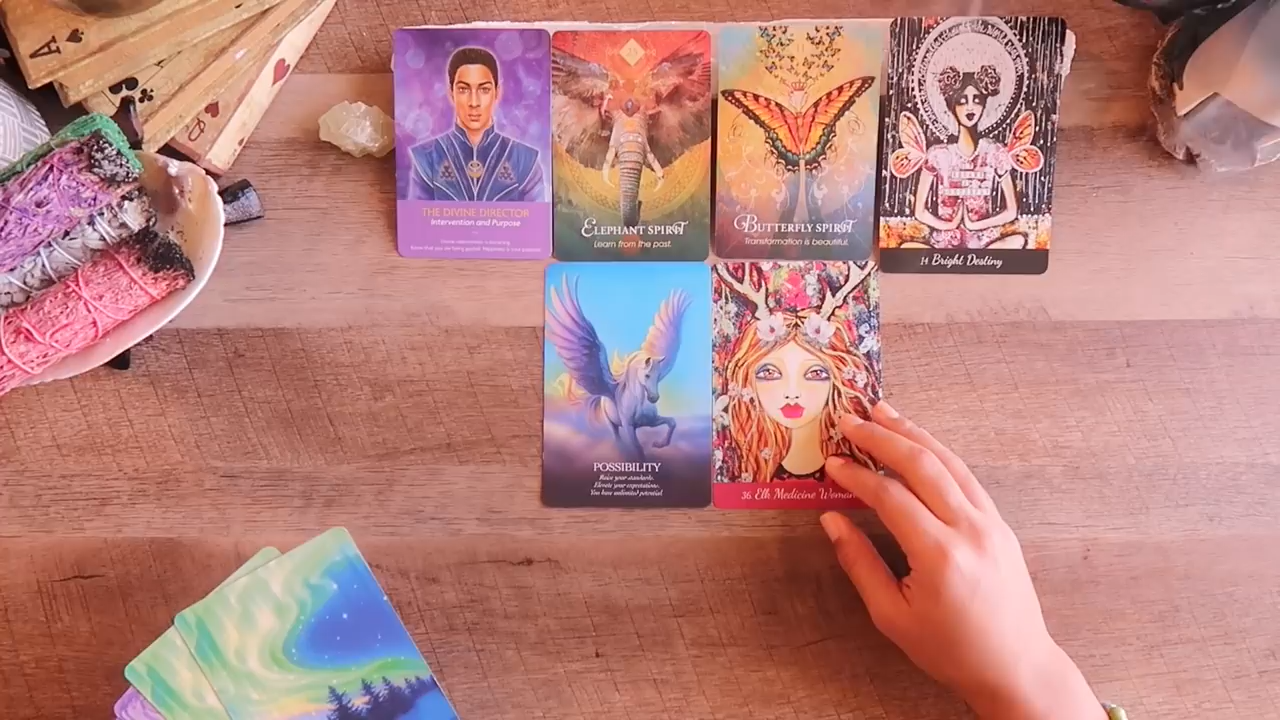 A
THE DIVINE DIRECTOR
Intervention and Purpose
23
ELEPHANT SPIRIT
Learn from the past.
BUTTERFLY SPIRIT
Transformation is beautiful.
14 Bright Destiny
POSSIBILITY
Raise your standards.
Elevate your expectations.
You have unlimited potential.
36. Elk Medicine Woman